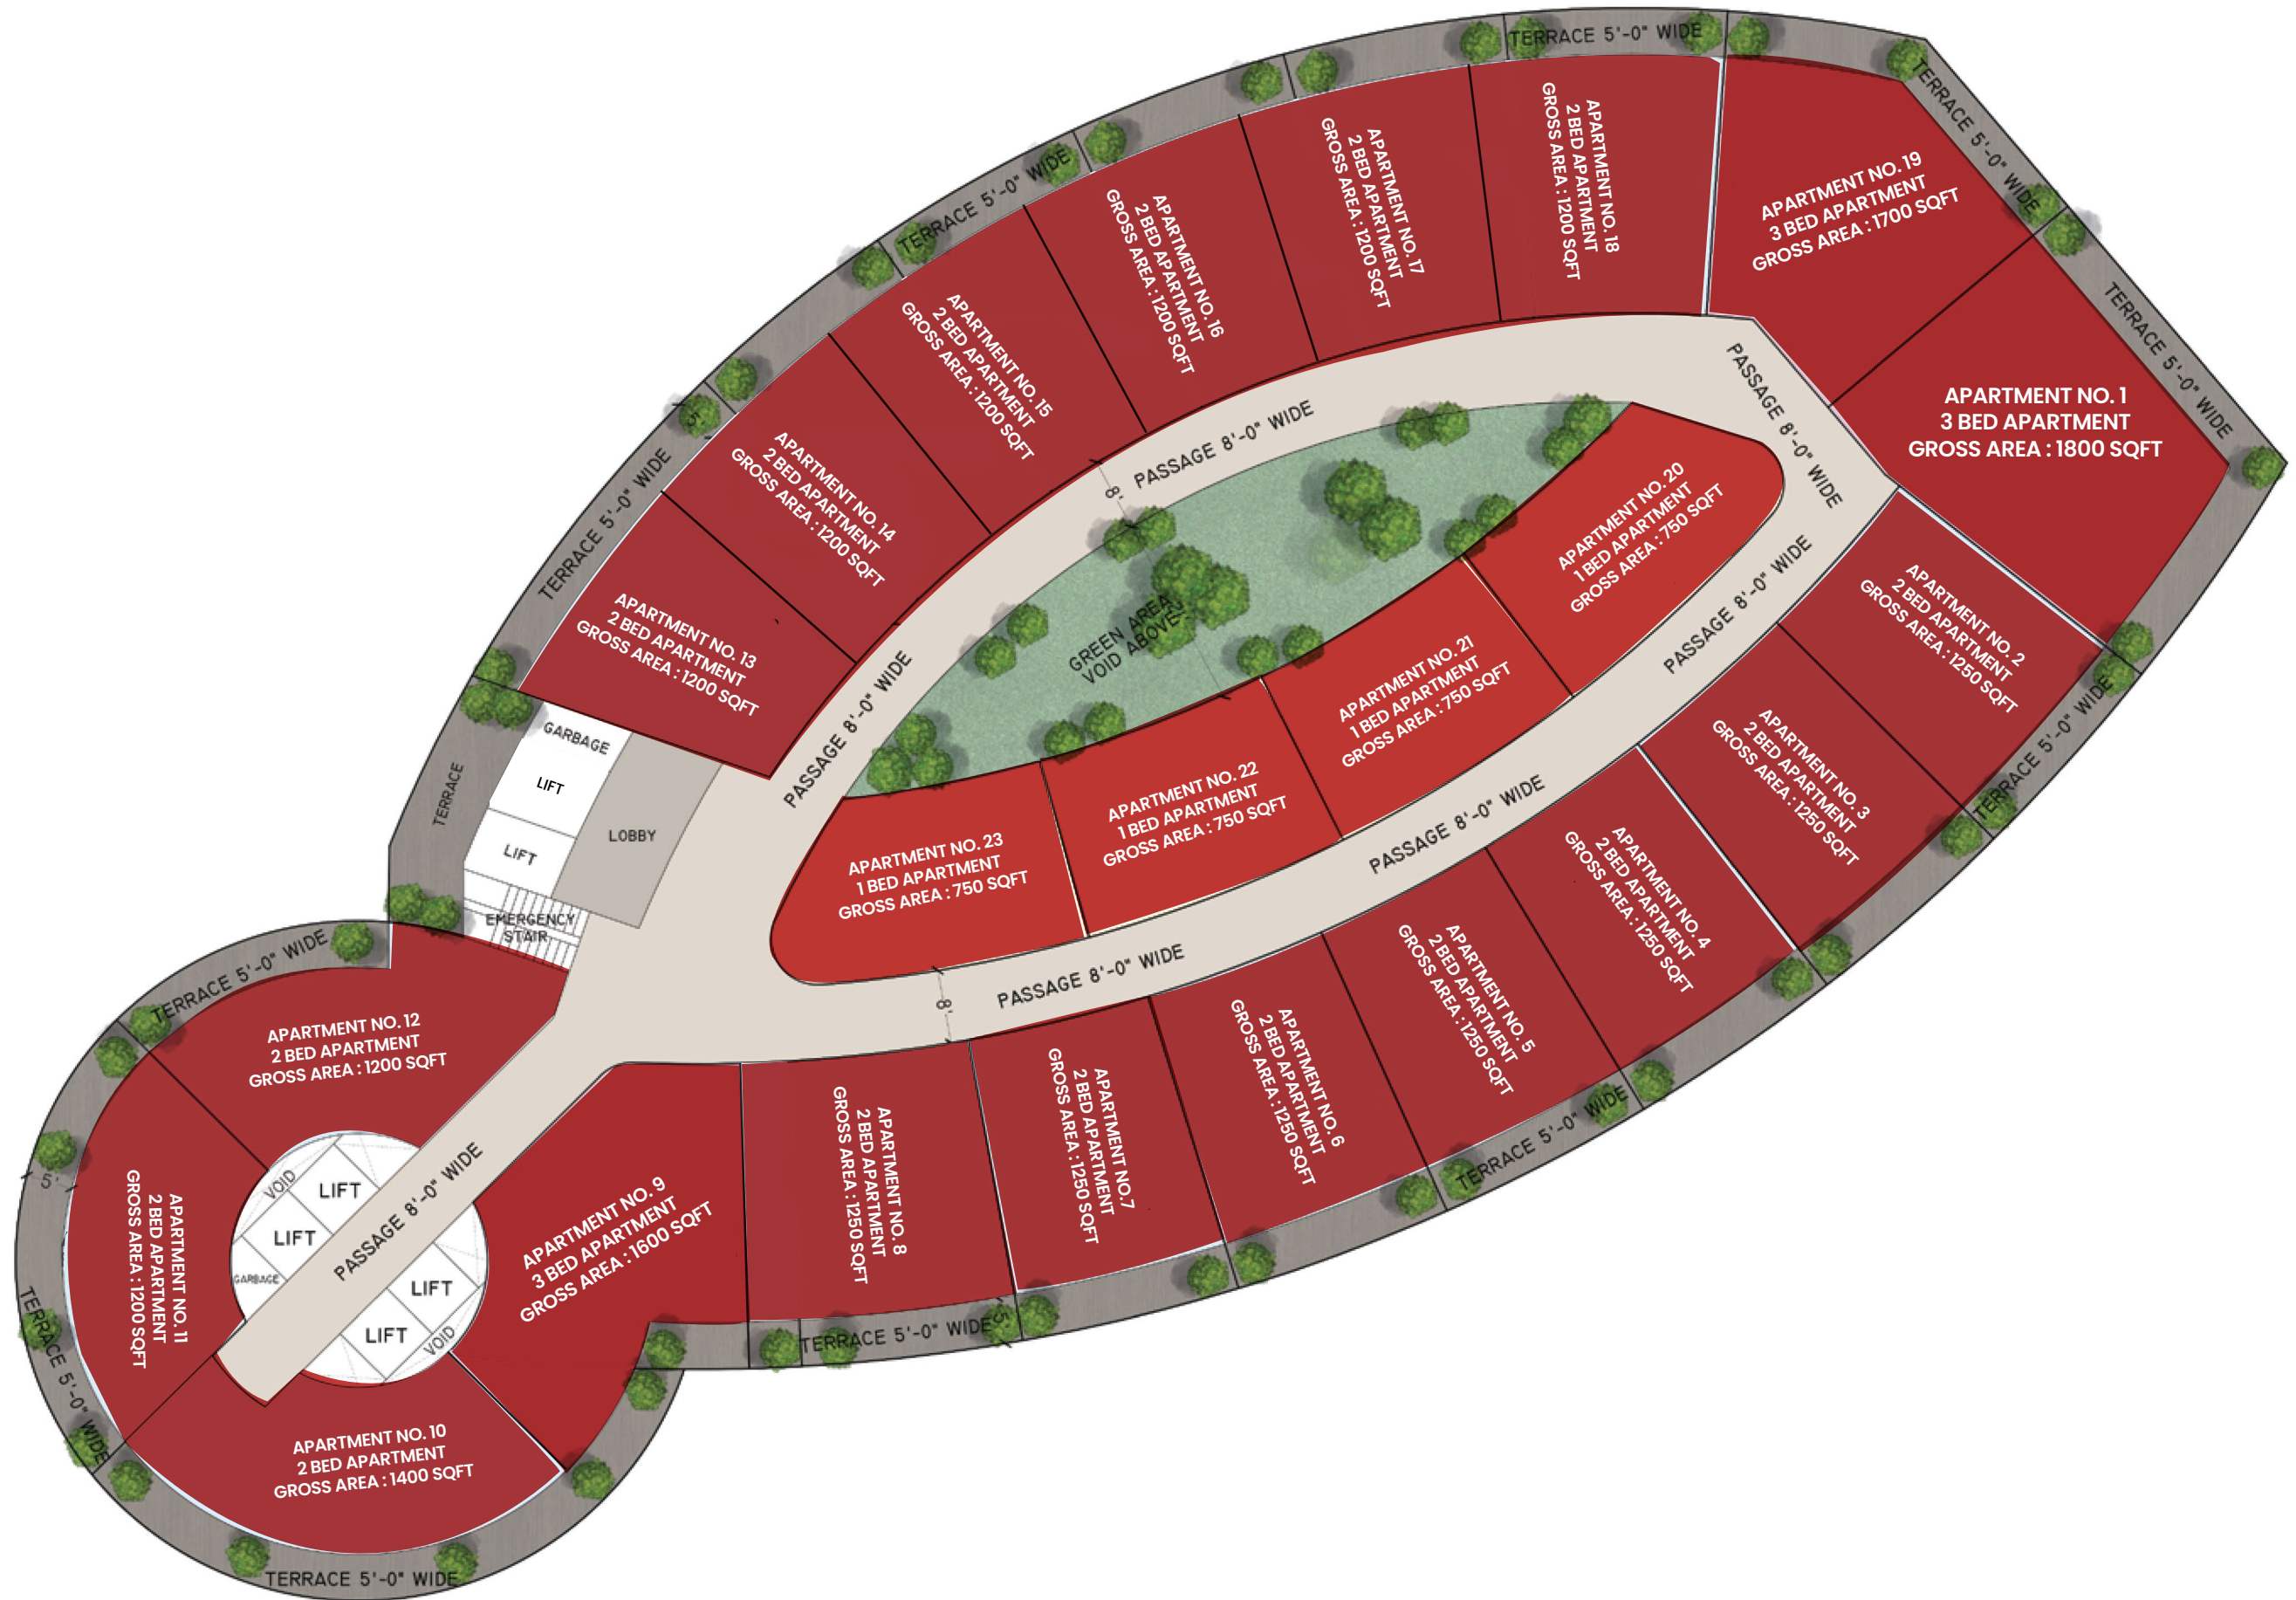 TERRACE 5'-0" WIDE
TERRACE 5'-0" WIDE
TERRACE 5'-0" WIDE
TERRACE 5'-0" WIDE
TERRACE 5'-0" WIDE
5'
TERRACE
APARTMENT NO. 19
3 BED APARTMENT
GROSS AREA : 1700 SQFT
APARTMENT NO. 1
3 BED APARTMENT
GROSS AREA : 1800 SQFT
APARTMENT NO. 18
2 BED APARTMENT
GROSS AREA : 1200 SQFT
APARTMENT NO. 17
2 BED APARTMENT
GROSS AREA : 1200 SQFT
APARTMENT NO. 16
2 BED APARTMENT
GROSS AREA : 1200 SQFT
APARTMENT NO. 15
2 BED APARTMENT
GROSS AREA : 1200 SQFT
APARTMENT NO. 14
2 BED APARTMENT
GROSS AREA : 1200 SQFT
APARTMENT NO. 13
2 BED APARTMENT
GROSS AREA : 1200 SQFT
PASSAGE 8'-0" WIDE
8'
PASSAGE 8'-0" WIDE
PASSAGE 8'-0" WIDE
PASSAGE 8'-0" WIDE
GREEN AREA
VOID ABOVE
APARTMENT NO. 20
1 BED APARTMENT
GROSS AREA : 750 SQFT
APARTMENT NO. 21
1 BED APARTMENT
GROSS AREA : 750 SQFT
APARTMENT NO. 22
1 BED APARTMENT
GROSS AREA : 750 SQFT
APARTMENT NO. 23
1 BED APARTMENT
GROSS AREA : 750 SQFT
GARBAGE
LIFT
LIFT
LOBBY
EMERGENCY
STAIR
PASSAGE 8'-0" WIDE
PASSAGE 8'-0" WIDE
8'
APARTMENT NO. 2
2 BED APARTMENT
GROSS AREA : 1250 SQFT
APARTMENT NO. 3
2 BED APARTMENT
GROSS AREA : 1250 SQFT
APARTMENT NO. 4
2 BED APARTMENT
GROSS AREA : 1250 SQFT
APARTMENT NO. 5
2 BED APARTMENT
GROSS AREA : 1250 SQFT
APARTMENT NO. 6
2 BED APARTMENT
GROSS AREA : 1250 SQFT
APARTMENT NO.7
2 BED APARTMENT
GROSS AREA : 1250 SQFT
APARTMENT NO. 8
2 BED APARTMENT
GROSS AREA : 1250 SQFT
APARTMENT NO. 9
3 BED APARTMENT
GROSS AREA : 1600 SQFT
TERRACE 5'-0" WIDE
TERRACE 5'-0" WIDE
TERRACE 5'-0" WIDE
TERRACE 5'-0" WIDE
5'
TERRACE 5'-0" WIDE
APARTMENT NO. 12
2 BED APARTMENT
GROSS AREA : 1200 SQFT
APARTMENT NO. 11
2 BED APARTMENT
GROSS AREA : 1200 SQFT
5'
VOID
LIFT
LIFT
GARBAGE
PASSAGE 8'-0" WIDE
LIFT
LIFT
VOID
APARTMENT NO. 10
2 BED APARTMENT
GROSS AREA : 1400 SQFT
TERRACE 5'-0" WIDE
TERRACE 5'-0" WIDE